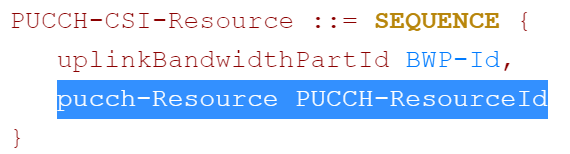 PUCCH-CSI-Resource ::= SEQUENCE {
uplinkBandwidthPartId BWP-Id,
pucch-Resource PUCCH-ResourceId
}